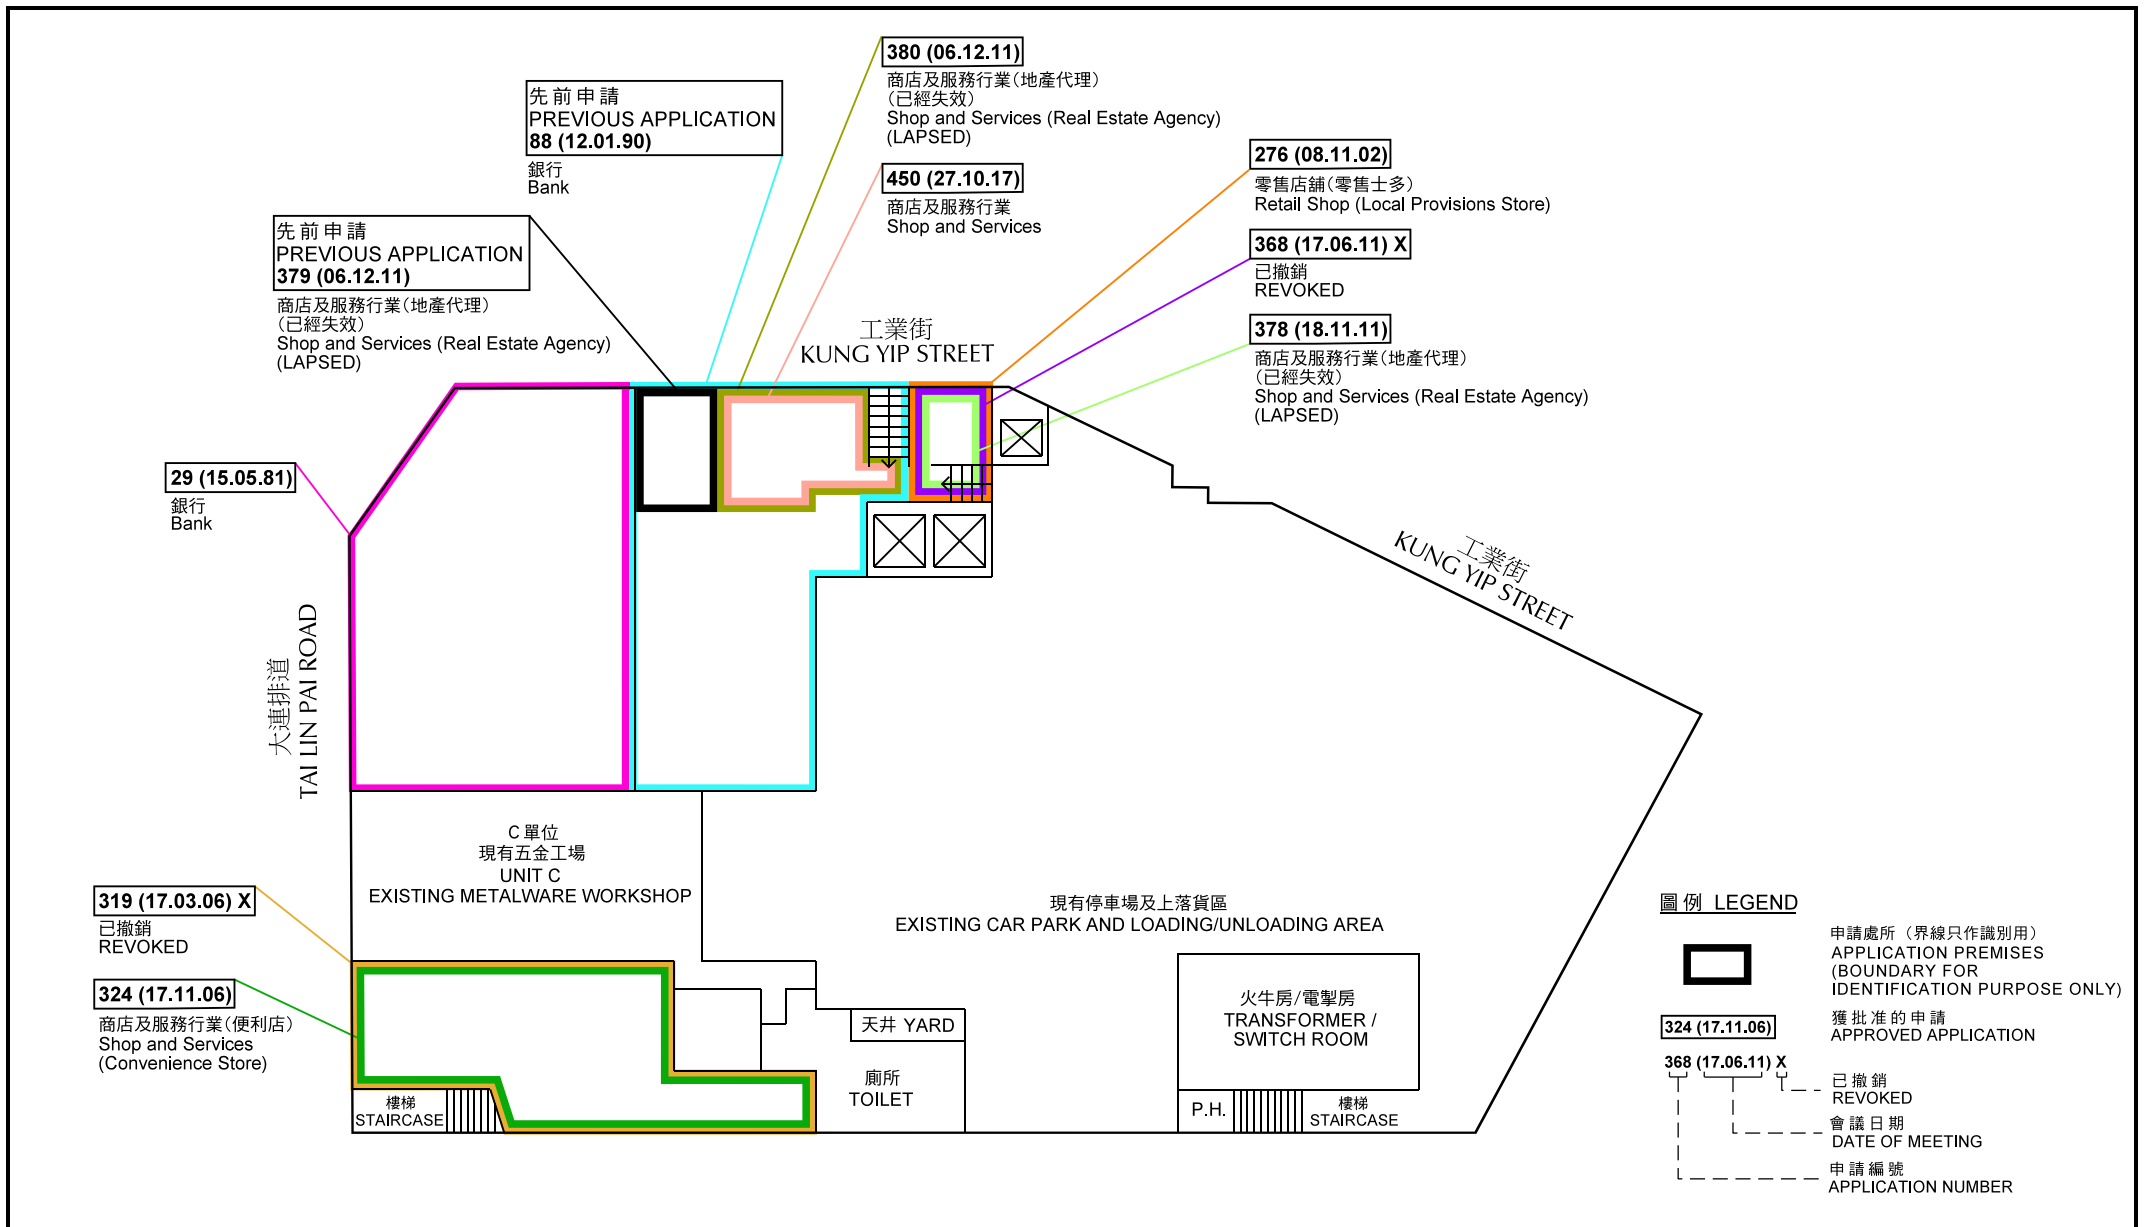 380 (06.12.11)
商店及服務行業(地產代理)
(已經失效)
Shop and Services (Real Estate Agency)
(LAPSED)
先前申請
PREVIOUS APPLICATION
88 (12.01.90)
銀行
Bank
450 (27.10.17)
商店及服務行業
Shop and Services
276 (08.11.02)
零售店舖(零售士多)
Retail Shop (Local Provisions Store)
先前申請
PREVIOUS APPLICATION
379 (06.12.11)
商店及服務行業(地產代理)
(已經失效)
Shop and Services (Real Estate Agency)
(LAPSED)
368 (17.06.11) X
已撤銷
REVOKED
378 (18.11.11)
商店及服務行業(地產代理)
(已經失效)
Shop and Services (Real Estate Agency)
(LAPSED)
工業街
KUNG YIP STREET
29 (15.05.81)
銀行
Bank
工業街
KUNG YIP STREET
大連排道
TAI LIN PAI ROAD
C單位
現有五金工場
UNIT C
EXISTING METALWARE WORKSHOP
319 (17.03.06) X
已撤銷
REVOKED
324 (17.11.06)
商店及服務行業(便利店)
Shop and Services
(Convenience Store)
現有停車場及上落貨區
EXISTING CAR PARK AND LOADING/UNLOADING AREA
火牛房/電掣房
TRANSFORMER /
SWITCH ROOM
天井 YARD
廁所
TOILET
樓梯
STAIRCASE
P.H.
樓梯
STAIRCASE
圖例 LEGEND
申請處所 (界線只作識別用)
APPLICATION PREMISES
(BOUNDARY FOR
IDENTIFICATION PURPOSE ONLY)
324 (17.11.06)
獲批准的申請
APPROVED APPLICATION
368 (17.06.11) X
已撤銷
REVOKED
會議日期
DATE OF MEETING
申請編號
APPLICATION NUMBER